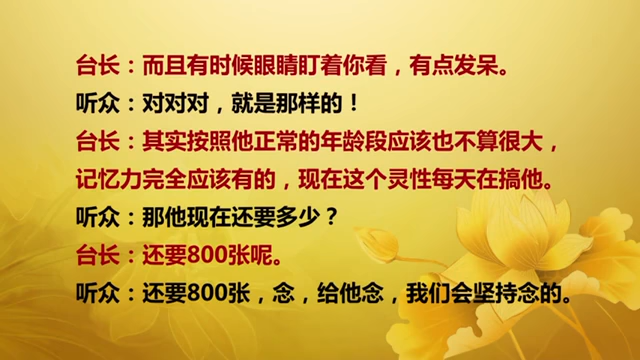 台长：而且有时候眼睛盯着你看，有点发呆。
听众：对对对，就是那样的！
台长：其实按照他正常的年龄段应该也不算很大，
记忆力完全应该有的，现在这个灵性每天在搞他。
听众：那他现在还要多少？
台长：还要800张呢。
听众：还要800张，念，给他念，我们会坚持念的。